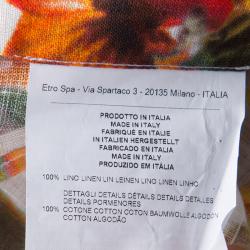 Etro Spa - Via Spartaco 3 - 20135 Milano - ITALIA
PRODOTTO IN ITALIA
MADE IN ITALY
FABRIQUÉ EN ITALIE
IN ITALIEN HERGESTELLT
FABRICADO EN ITALIA
MADE IN ITALY
PRODUZIDO EM ITÁLIA
100% LINO LINEN LIN LEINEN LINO LINEN LINHO
DETTAGLI DETAILS DÉTAILS DETAILS DETALLES
DETAILS PORMENORES
100% COTONE COTTON COTON BAUMWOLLE ALGODON
COTTON ALGODÃO